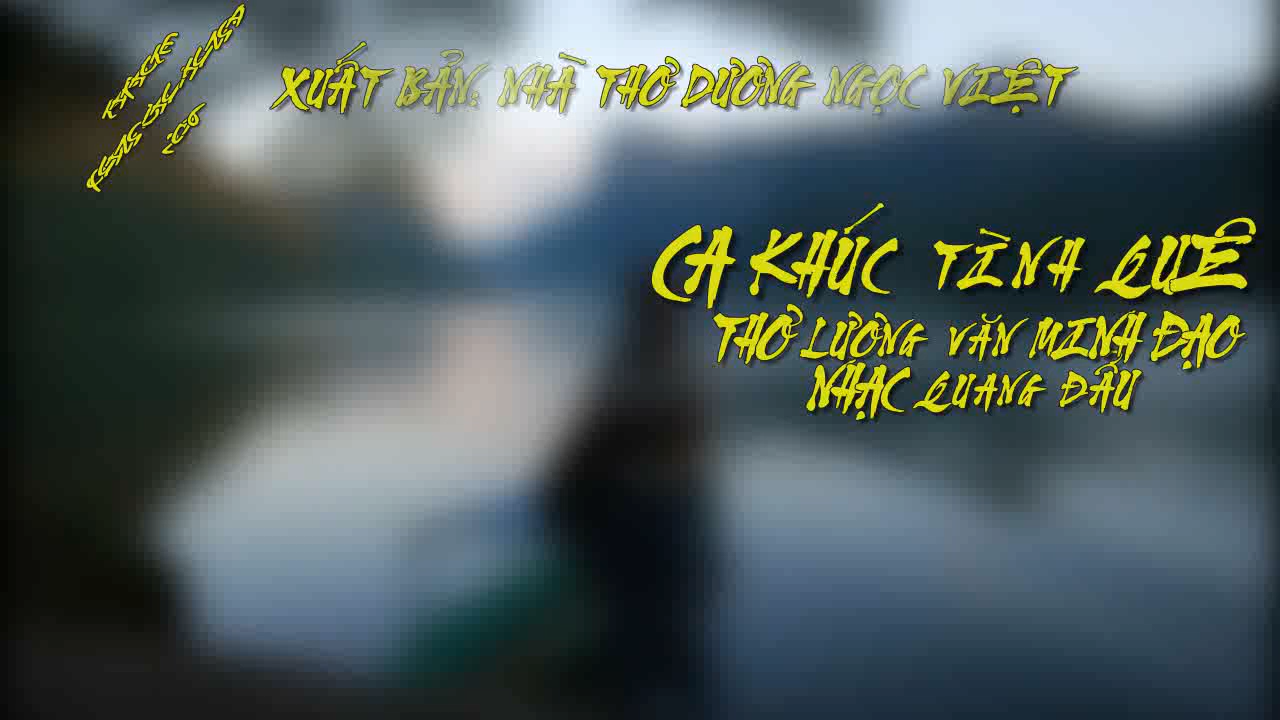 XUẤT BẢN: NHÀ THƠ DƯƠNG NGỌC VIỆT
CA KHÚC TÌNH QUÊ
THƠ LƯƠNG VĂN MINH ĐẠO
NHẠC QUANG ĐẨU